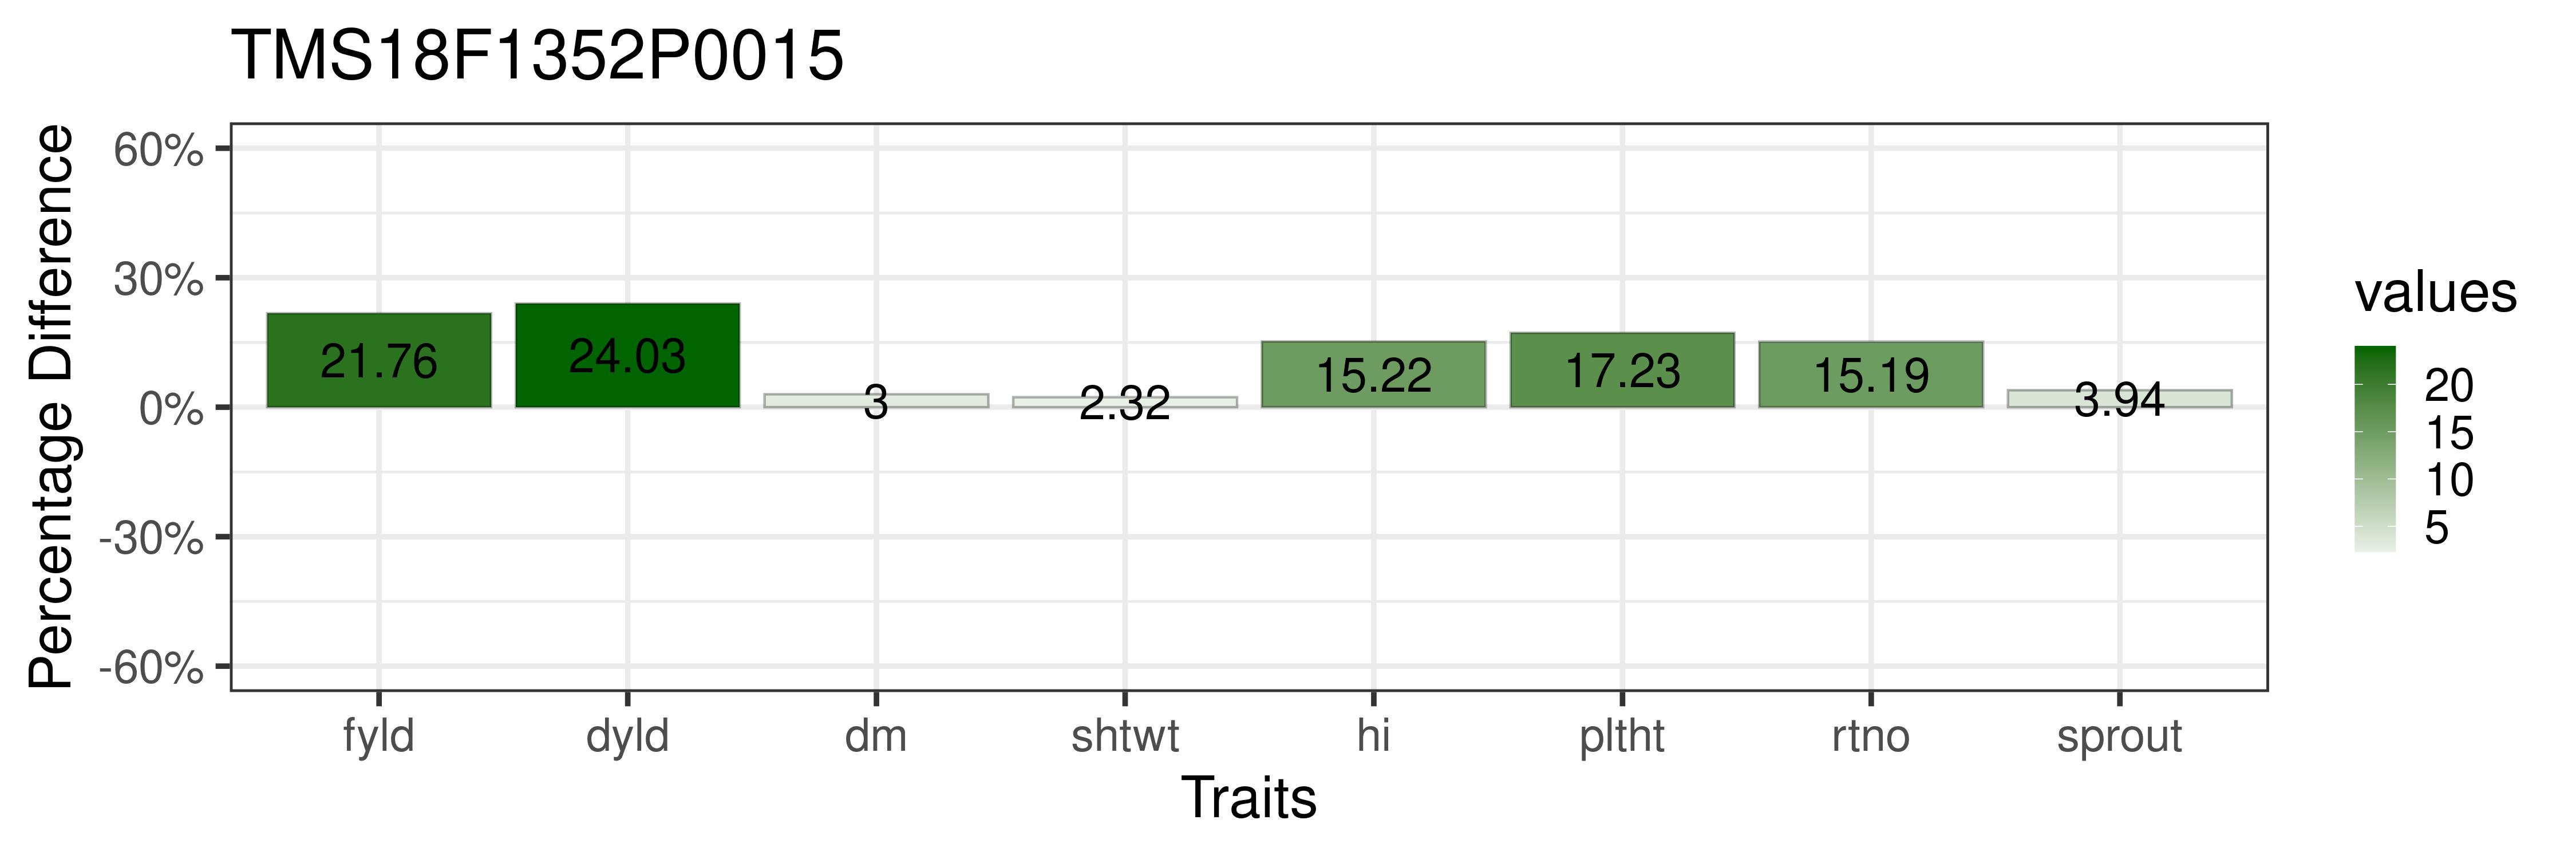 TMS18F1352P0015
Percentage Difference
60%
30%
0%
-30%
-60%
21.76
24.03
3
2.32
15.22
17.23
15.19
3.94
fyld
dyld
dm
shtwt
hi
pltht
rtno
sprout
Traits
values
20
15
10
5